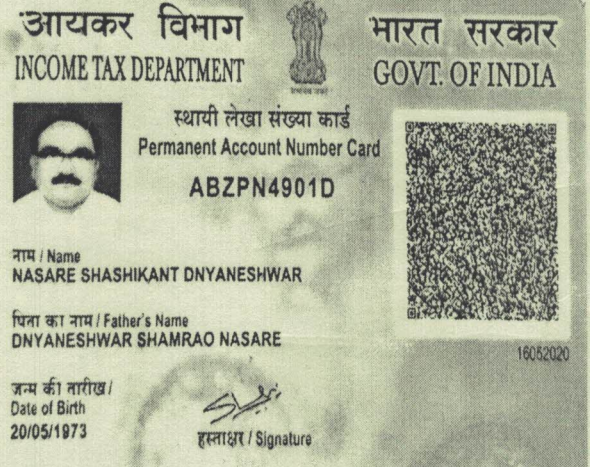 आयकर विभाग
INCOME TAX DEPARTMENT
भारत सरकार
GOVT. OF INDIA
स्थायी लेखा संख्या कार्ड
Permanent Account Number Card
ABZPN4901D
नाम / Name
NASARE SHASHIKANT DNYANESHWAR
पिता का नाम / Father's Name
DNYANESHWAR SHAMRAO NASARE
16052020
जन्म की तारीख /
Date of Birth
20/05/1973
हस्ताक्षर / Signature